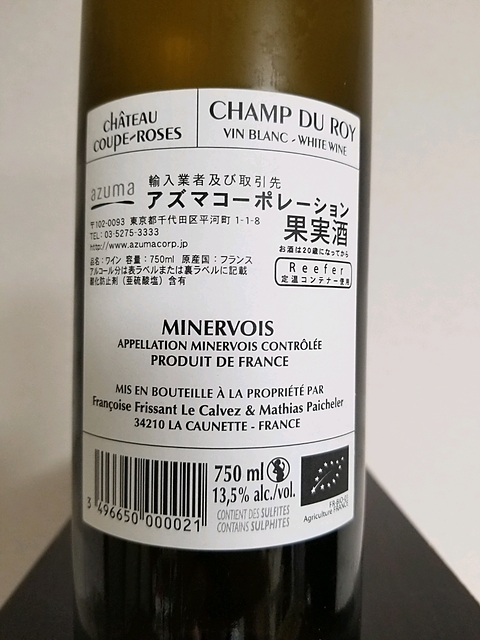 CHÂTEAU
COUPE-ROSES
CHAMP DU ROY
VIN BLANC - WHITE WINE
azuma
輸入業者及び取引先
アズマコーポレーション
〒102-0093 東京都千代田区平河町 1-1-8
TEL: 03-5275-3333
http://www.azumacorp.jp
果実酒
お酒は20歳になってから
品名:ワイン 容量:750ml 原産国:フランス
アルコール分は表ラベルまたは裏ラベルに記載
酸化防止剤(亜硫酸塩)含有
Reefer
定温コンテナー使用
MINERVOIS
APPELLATION MINERVOIS CONTRÔLÉE
PRODUIT DE FRANCE
MIS EN BOUTEILLE À LA PROPRIÉTÉ PAR
Françoise Frissant Le Calvez & Mathias Paicheler
34210 LA CAUNETTE - FRANCE
3 496650 000021
750 ml
13,5% alc./vol.
CONTIENT DES SULFITES
CONTAINS SULPHITES
Agriculture FRANCE